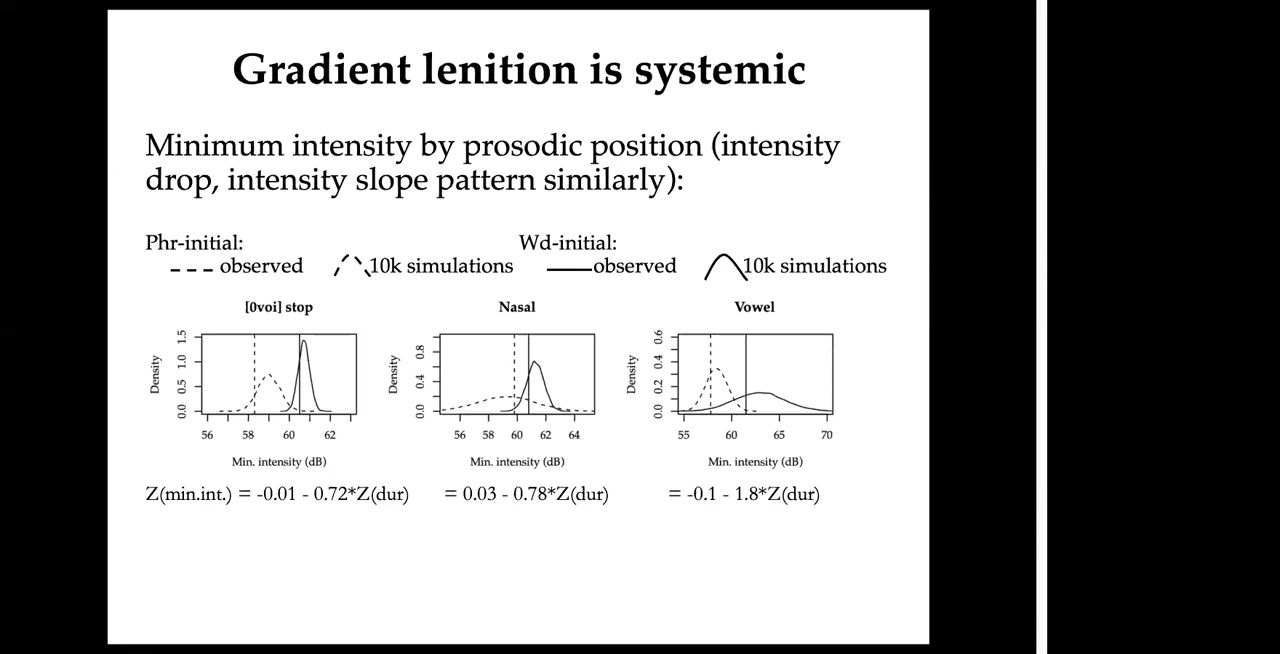 Gradient lenition is systemic
Minimum intensity by prosodic position (intensity
drop, intensity slope pattern similarly):
Phr-initial:
Wd-initial:
observed
10k simulations
observed
10k simulations
[0voi] stop
Nasal
Vowel
Density
0.0 0.5 1.0 1.5
56 58 60 62
Min. intensity (dB)
Density
0.0 0.4 0.8
56 58 60 62 64
Min. intensity (dB)
Density
0.0 0.2 0.4 0.6
55 60 65 70
Min. intensity (dB)
Z(min.int.) = -0.01 - 0.72*Z(dur)
= 0.03 - 0.78*Z(dur)
= -0.1 - 1.8*Z(dur)